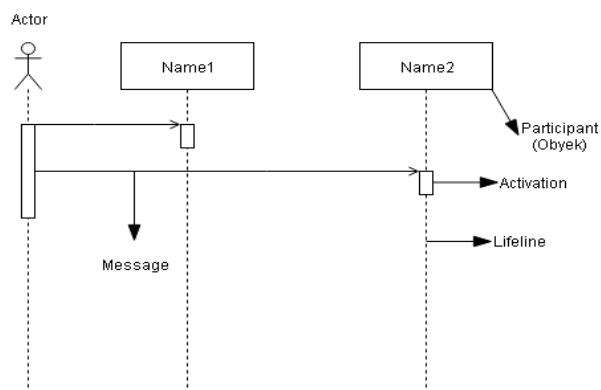 Actor
Name1
Name2
Participant
(Obyek)
Activation
Lifeline
Message